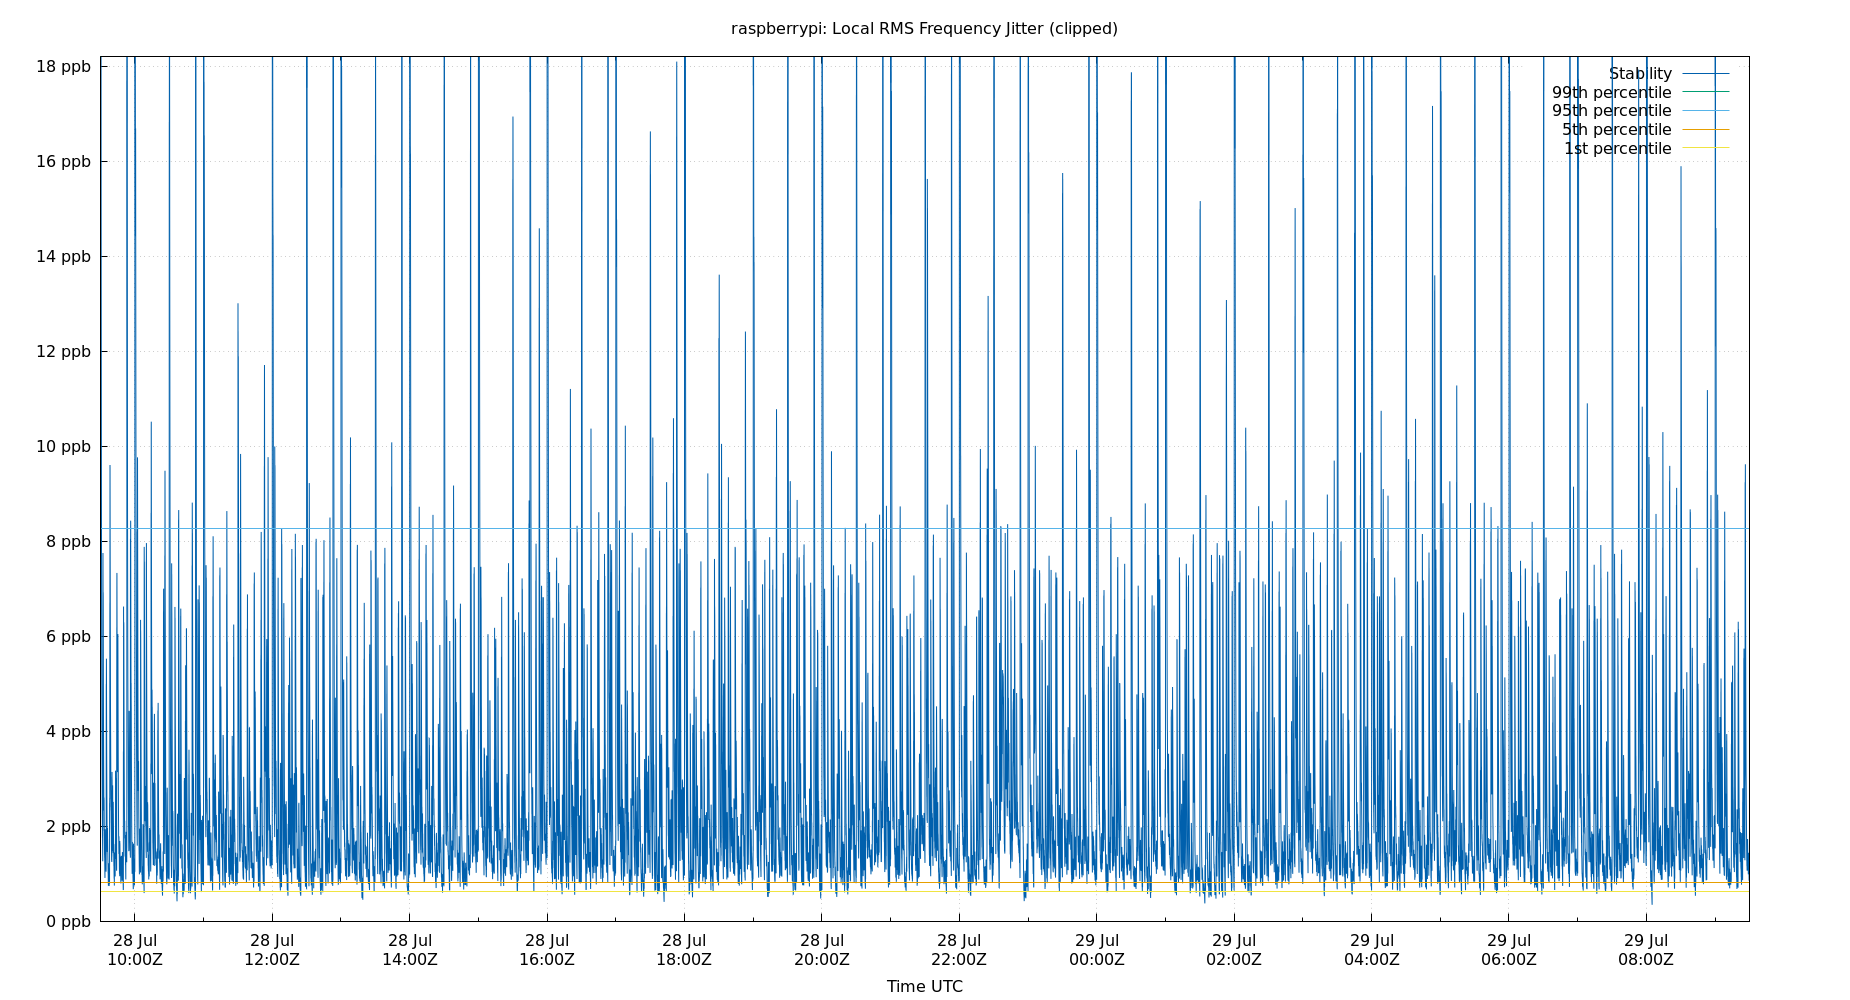 raspberrypi: Local RMS Frequency Jitter (clipped)
18 ppb
16 ppb
14 ppb
12 ppb
10 ppb
8 ppb
6 ppb
4 ppb
2 ppb
0 ppb
Stability
99th percentile
95th percentile
5th percentile
1st percentile
28 Jul 28 Jul 28 Jul 28 Jul 28 Jul 28 Jul 28 Jul 29 Jul 29 Jul 29 Jul 29 Jul 29 Jul
10:00Z 12:00Z 14:00Z 16:00Z 18:00Z 20:00Z 22:00Z 00:00Z 02:00Z 04:00Z 06:00Z 08:00Z
Time UTC